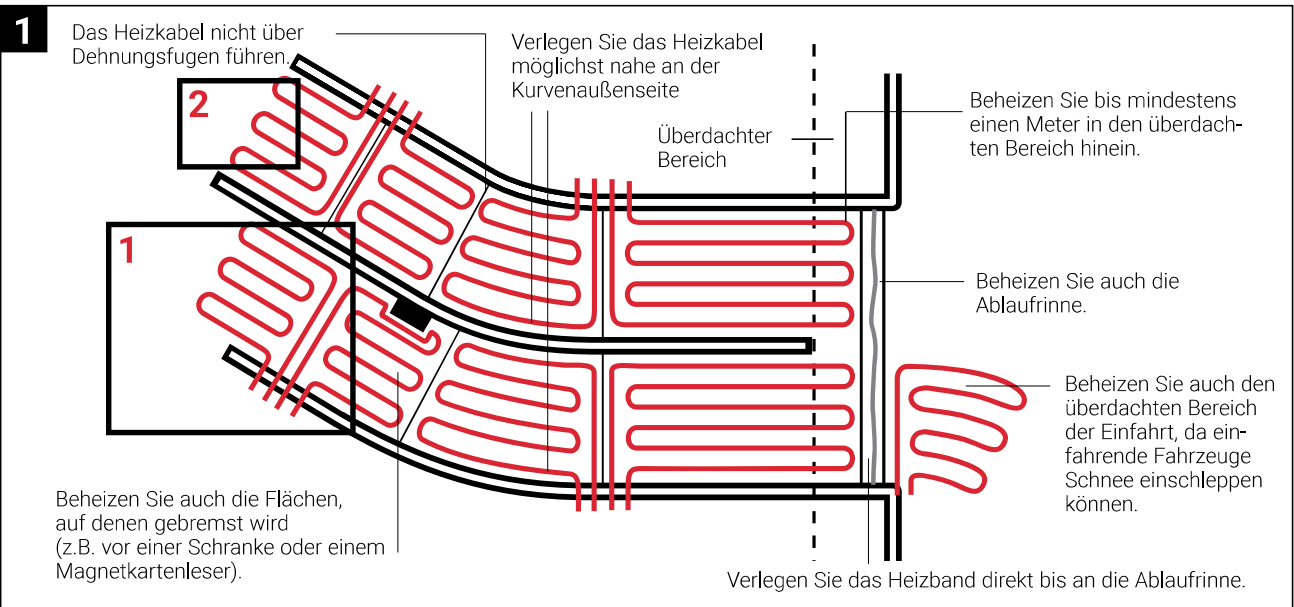 1
Das Heizkabel nicht über
Dehnungsfugen führen.
Verlegen Sie das Heizkabel
möglichst nahe an der
Kurvenaußenseite
Überdachter
Bereich
Beheizen Sie bis mindestens
einen Meter in den überdach-
ten Bereich hinein.
2
1
Beheizen Sie auch die
Ablaufrinne.
Beheizen Sie auch den
überdachten Bereich
der Einfahrt, da ein-
fahrende Fahrzeuge
Schnee einschleppen
können.
Beheizen Sie auch die Flächen,
auf denen gebremst wird
(z.B. vor einer Schranke oder einem
Magnetkartenleser).
Verlegen Sie das Heizband direkt bis an die Ablaufrinne.